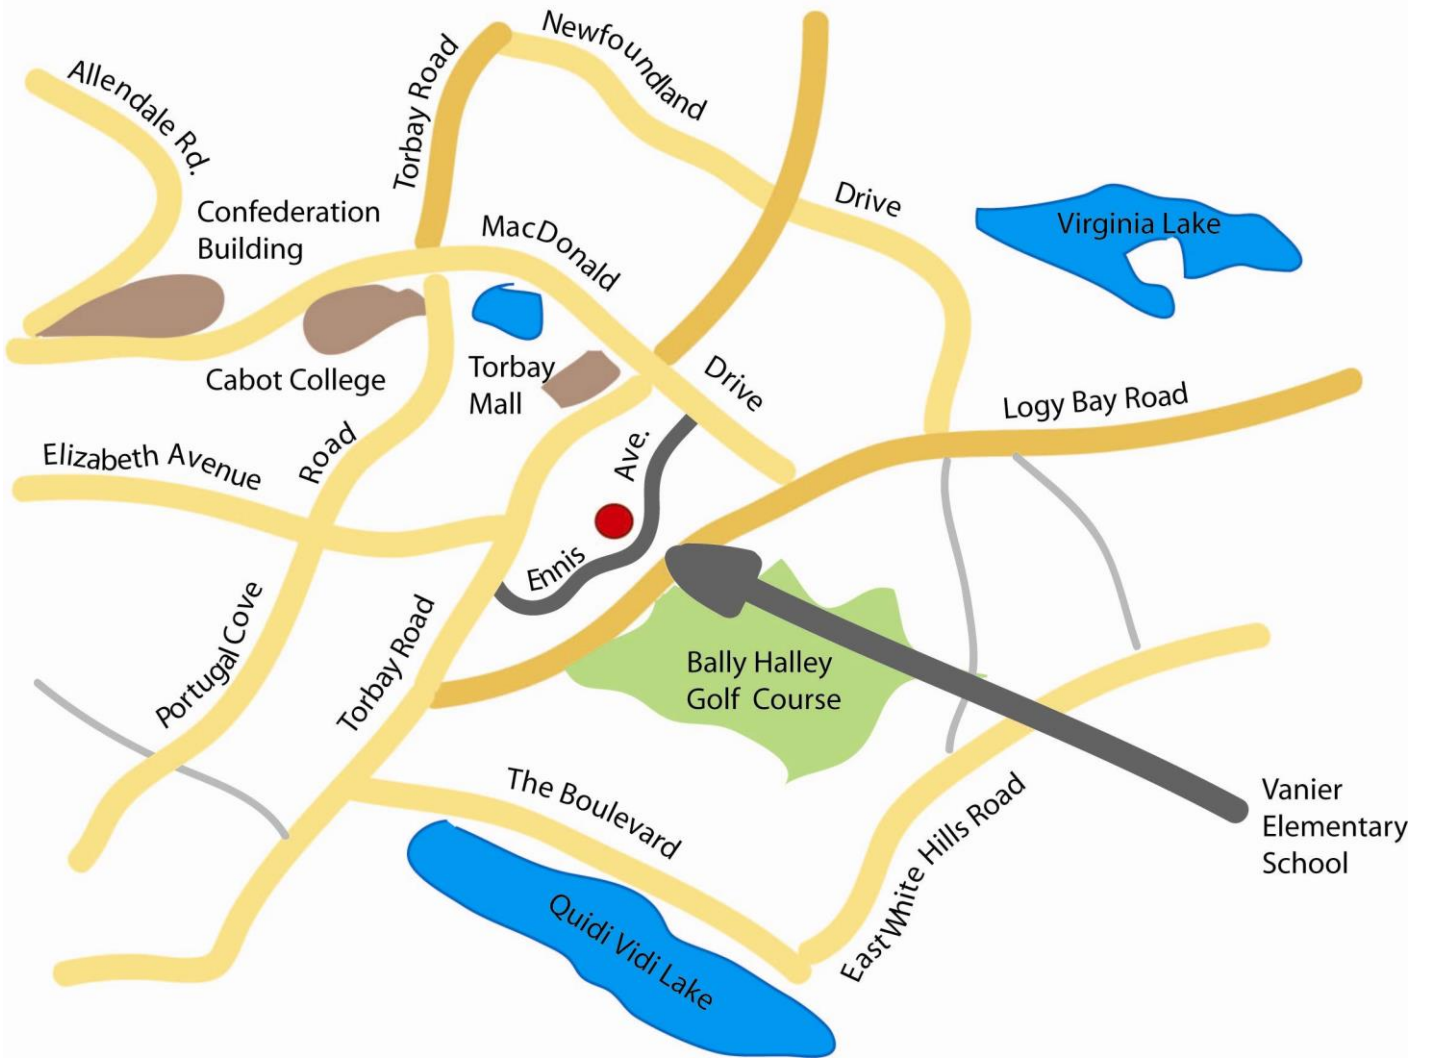 Newfoundland
Allendale Rd.
Torbay Road
Drive
Confederation
Building
MacDonald
Virginia Lake
Cabot College
Torbay
Mall
Drive
Logy Bay Road
Elizabeth Avenue
Road
Ave.
Ennis
Portugal Cove
Torbay Road
Bally Halley
Golf Course
The Boulevard
Vanier
Elementary
School
East White Hills Road
Quidi Vidi Lake